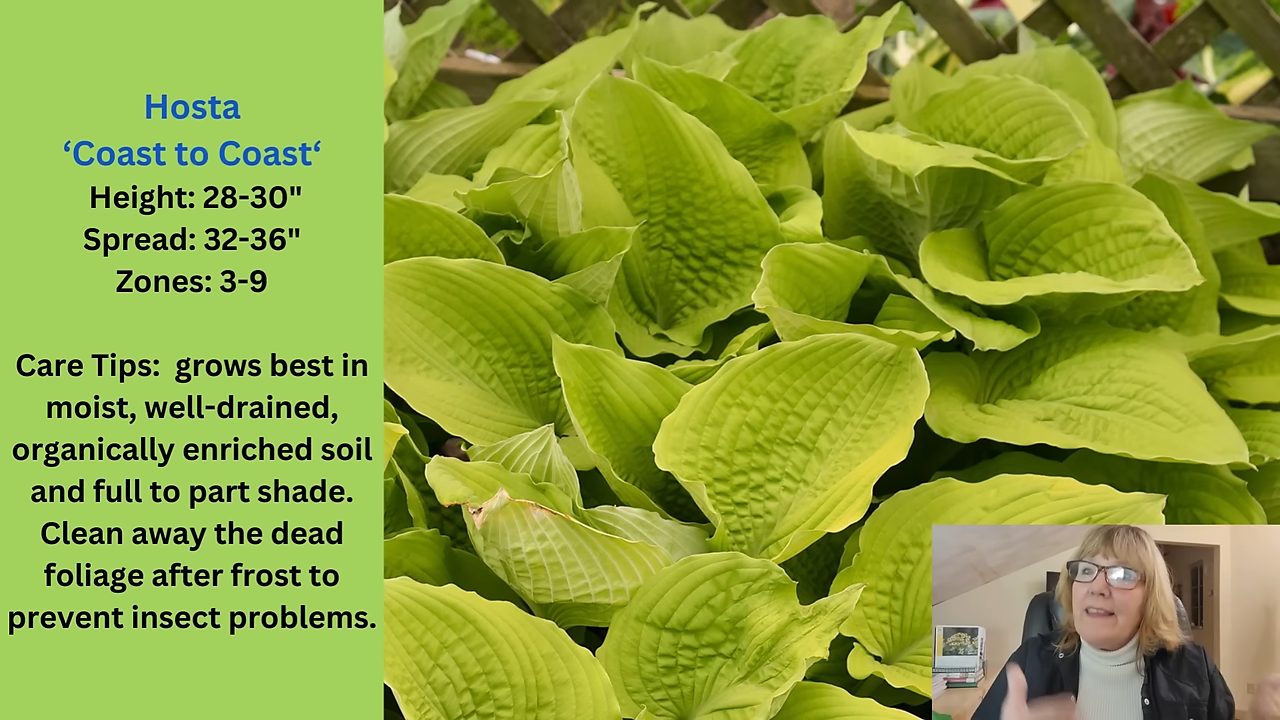 Hosta
‘Coast to Coast‘
Height: 28-30"
Spread: 32-36"
Zones: 3-9
Care Tips:  grows best in
moist, well-drained,
organically enriched soil
and full to part shade.
Clean away the dead
foliage after frost to
prevent insect problems.